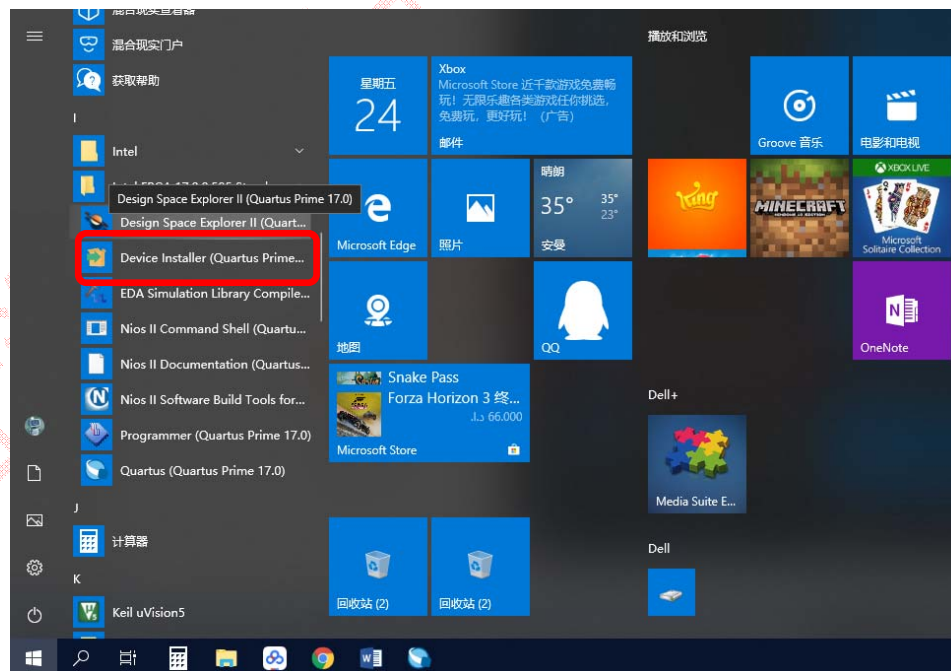 混合现实查看器
混合现实门户
获取帮助
I
Intel
Design Space Explorer II (Quartus Prime 17.0)
Design Space Explorer II (Quart...
Device Installer (Quartus Prime...
EDA Simulation Library Compile...
Nios II Command Shell (Quartu...
Nios II Documentation (Quartus...
Nios II Software Build Tools for...
Programmer (Quartus Prime 17.0)
Quartus (Quartus Prime 17.0)
J
计算器
K
Keil uVision5
星期五
24
Xbox
Microsoft Store 近千款游戏免费畅
玩！无限乐趣各类游戏任你挑选，
免费玩，更好玩！（广告）
邮件
Microsoft Edge
照片
晴朗
35°
35°
23°
安曼
地图
QQ
Snake Pass
Forza Horizon 3 终...
د.ا. 66.000
Microsoft Store
回收站 (2)
回收站 (2)
播放和浏览
Groove 音乐
电影和电视
King
MINECRAFT
XBOX LIVE
Microsoft
Solitaire Collection
N
OneNote
Dell+
Media Suite E...
Dell